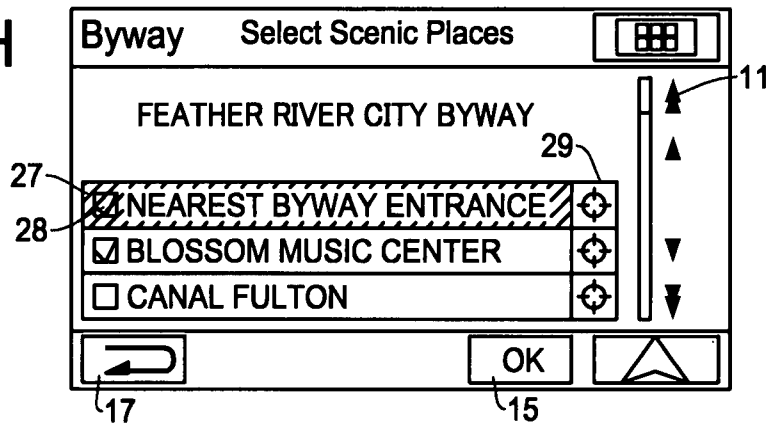 H
Byway Select Scenic Places
11
FEATHER RIVER CITY BYWAY
29
27
NEAREST BYWAY ENTRANCE
28
BLOSSOM MUSIC CENTER
CANAL FULTON
OK
17
15